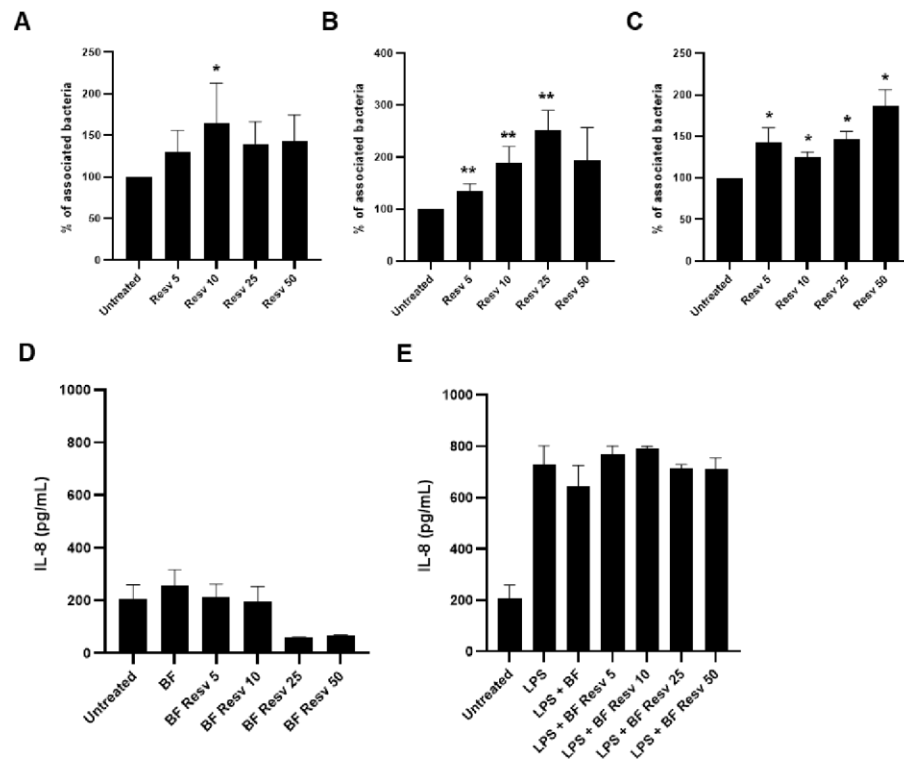 A
% of associated bacteria
250
200
150
100
50
0
*
Untreated
Resv 5
Resv 10
Resv 25
Resv 50
B
% of associated bacteria
400
300
200
100
0
**
**
**
Untreated
Resv 5
Resv 10
Resv 25
Resv 50
C
% of associated bacteria
250
200
150
100
50
0
*
*
*
*
Untreated
Resv 5
Resv 10
Resv 25
Resv 50
D
IL-8 (pg/mL)
1000
800
600
400
200
0
Untreated
BF
BF Resv 5
BF Resv 10
BF Resv 25
BF Resv 50
E
IL-8 (pg/mL)
1000
800
600
400
200
0
Untreated
LPS
LPS + BF
LPS + BF Resv 5
LPS + BF Resv 10
LPS + BF Resv 25
LPS + BF Resv 50